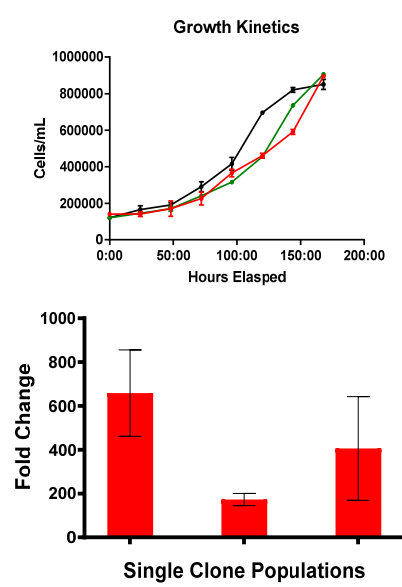 Growth Kinetics
1000000
800000
600000
400000
200000
0
Cells/mL
0:00 50:00 100:00 150:00 200:00
Hours Elasped
1000
800
600
400
200
0
Fold Change
Single Clone Populations